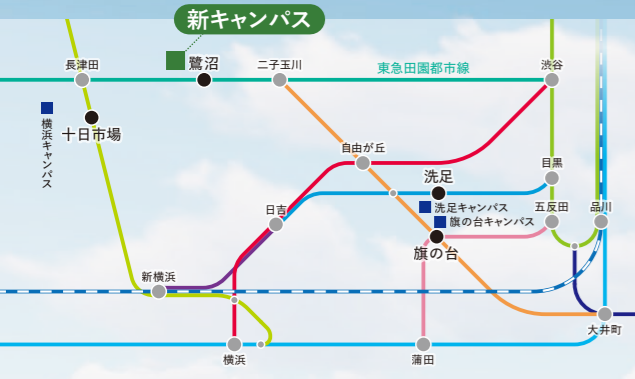 新キャンパス
長津田
鷺沼
二子玉川
東急田園都市線
渋谷
横浜キャンパス
十日市場
自由が丘
目黒
洗足
洗足キャンパス
旗の台キャンパス
五反田
品川
日吉
旗の台
新横浜
大井町
横浜
蒲田